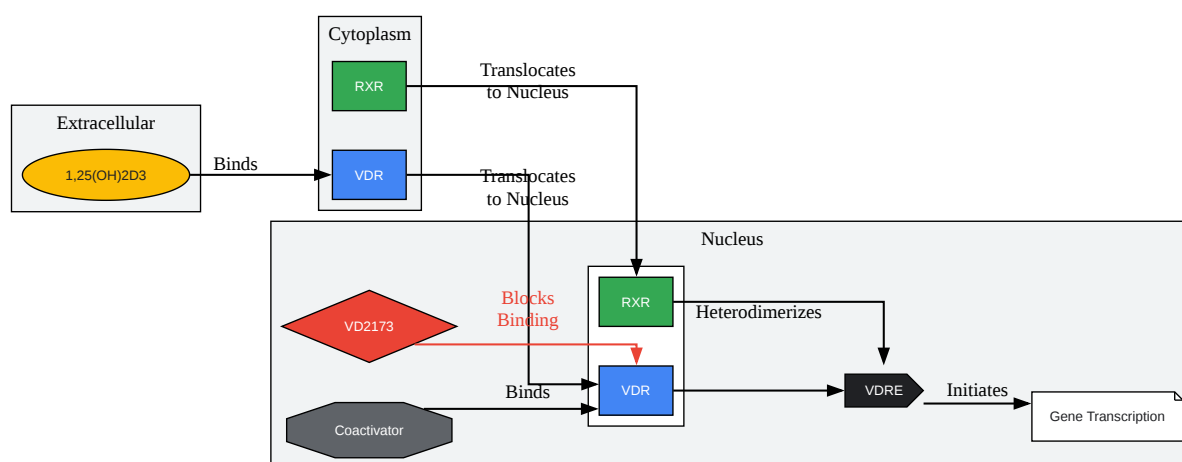 Cytoplasm
RXR
Translocates
to Nucleus
Extracellular
1,25(OH)2D3
Binds
VDR
Translocates
to Nucleus
Nucleus
RXR
Heterodimerizes
VD2173
Blocks
Binding
VDR
Binds
Coactivator
VDRE
Initiates
Gene Transcription